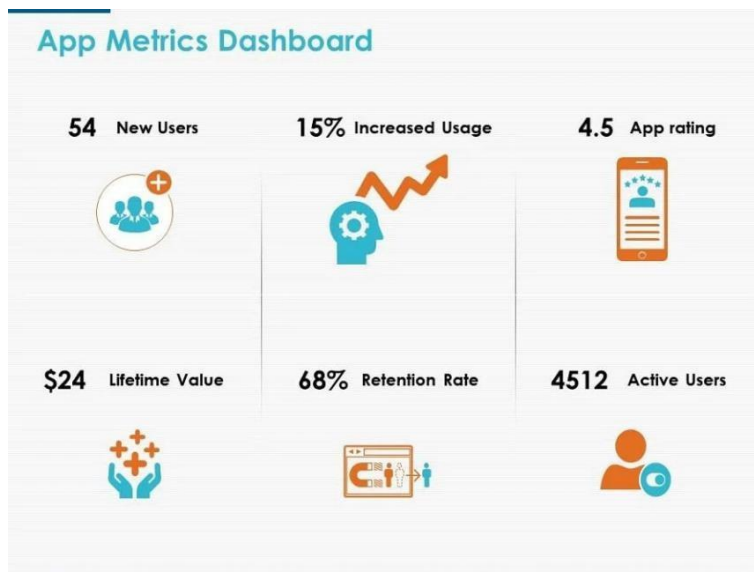 App Metrics Dashboard
54 New Users
15% Increased Usage
4.5 App rating
$24 Lifetime Value
68% Retention Rate
4512 Active Users